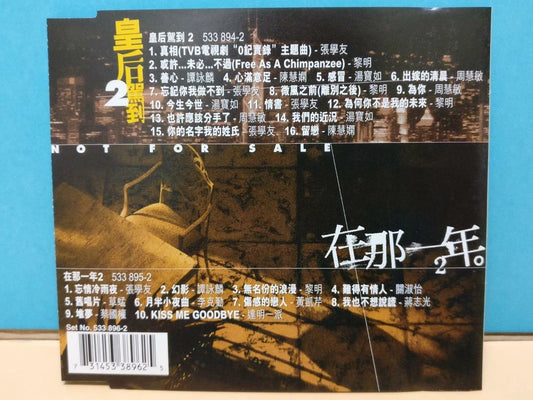 皇后駕到2
皇后駕到 2 533 894-2
1. 真相(TVB電視劇"O記實錄"主題曲) - 張學友
2. 或許...未必...不過(Free As A Chimpanzee) - 黎明
3. 善心 - 譚詠麟 4. 心滿意足 - 陳慧嫻 5. 感冒 - 湯寶如 6. 出嫁的清晨 - 周慧敏
7. 忘記你我做不到 - 張學友 8. 微風之前(離別之後) - 黎明 9. 為你 - 周慧敏
10. 今生今世 - 湯寶如 11. 情書 - 張學友 12. 為何你不是我的未來 - 黎明
13. 也許應該分手了 - 周慧敏 14. 我們的近況 - 湯寶如
15. 你的名字我的姓氏 - 張學友 16. 留戀 - 陳慧嫻
NOT FOR SALE
在那一年。
2
在那一年2 533 895-2
1. 忘情冷雨夜 - 張學友 2. 幻影 - 譚詠麟 3. 無名份的浪漫 - 黎明 4. 難得有情人 - 關淑怡
5. 舊唱片 - 草蜢 6. 月半小夜曲 - 李克勤 7. 傷感的戀人 - 黃凱芹 8. 我也不想說謊 - 蔣志光
9. 堆夢 - 蔡國權 10. KISS ME GOODBYE - 達明一派
Set No. 533 896-2
7 31453 38962 5